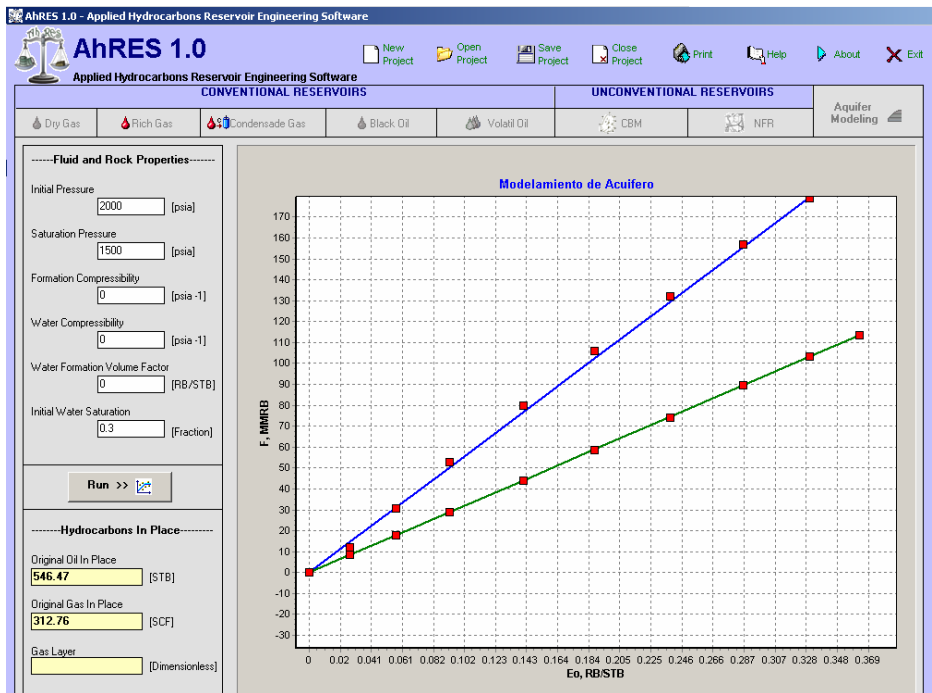 AhRES 1.0 - Applied Hydrocarbons Reservoir Engineering Software
AhRES 1.0
Applied Hydrocarbons Reservoir Engineering Software
New Project
Open Project
Save Project
Close Project
Print
Help
About
Exit
CONVENTIONAL RESERVOIRS
UNCONVENTIONAL RESERVOIRS
Dry Gas
Rich Gas
Condensade Gas
Black Oil
Volatil Oil
CBM
NFR
Aquifer
Modeling
------Fluid and Rock Properties-------
Initial Pressure
2000 [psia]
Saturation Pressure
1500 [psia]
Formation Compressibility
0 [psia -1]
Water Compressibility
0 [psia -1]
Water Formation Volume Factor
0 [RB/STB]
Initial Water Saturation
0.3 [Fraction]
Run >>
-------Hydrocarbons In Place--------
Original Oil In Place
546.47 [STB]
Original Gas In Place
312.76 [SCF]
Gas Layer
[Dimensionless]
Modelamiento de Acuifero
F, MMRB
170
160
150
140
130
120
110
100
90
80
70
60
50
40
30
20
10
0
-10
-20
-30
0 0.02 0.041 0.061 0.082 0.102 0.123 0.143 0.164 0.184 0.205 0.225 0.246 0.266 0.287 0.307 0.328 0.348 0.369
Eo, RB/STB